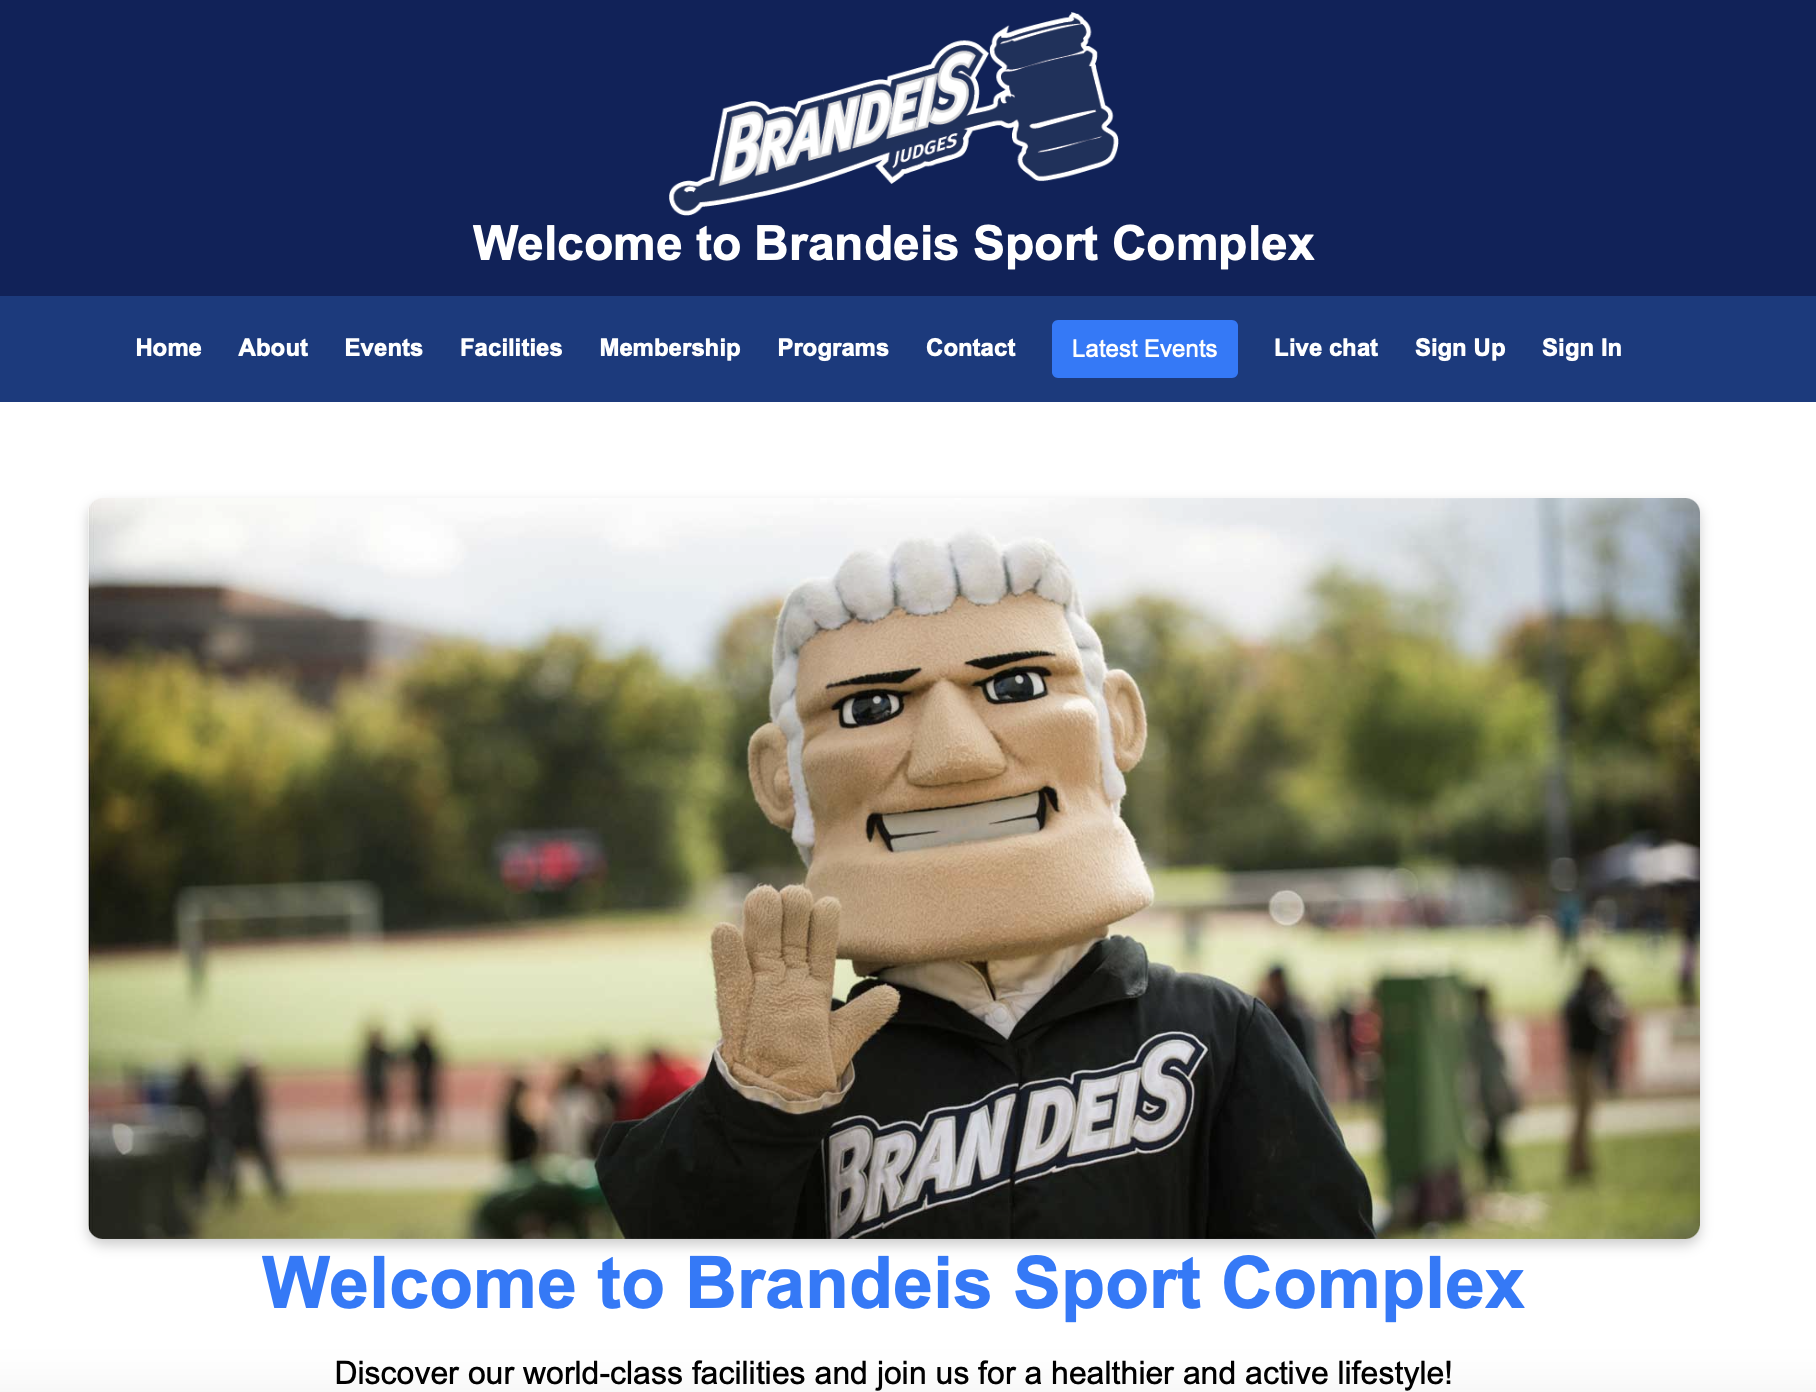 BRANDEIS
JUDGES
Welcome to Brandeis Sport Complex
Home About Events Facilities Membership Programs Contact Latest Events Live chat Sign Up Sign In
BRANDEIS
Welcome to Brandeis Sport Complex
Discover our world-class facilities and join us for a healthier and active lifestyle!